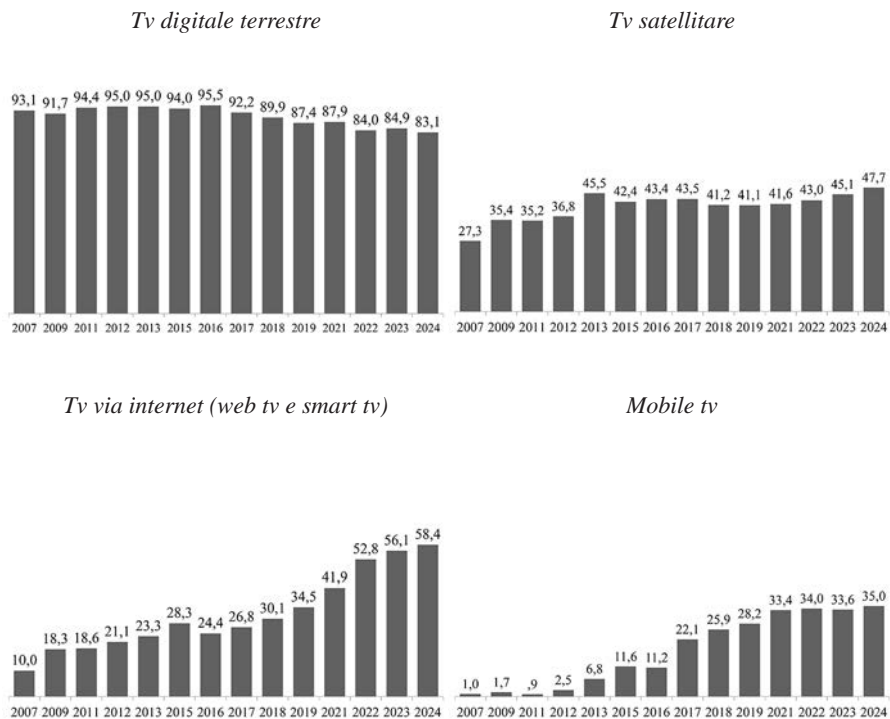 Tv digitale terrestre
93,1 91,7 94,4 95,0 95,0 94,0 95,5 92,2 89,9 87,4 87,9 84,0 84,9 83,1
2007 2009 2011 2012 2013 2015 2016 2017 2018 2019 2021 2022 2023 2024
Tv satellitare
27,3 35,4 35,2 36,8 45,5 42,4 43,4 43,5 41,2 41,1 41,6 43,0 45,1 47,7
2007 2009 2011 2012 2013 2015 2016 2017 2018 2019 2021 2022 2023 2024
Tv via internet (web tv e smart tv)
10,0 18,3 18,6 21,1 23,3 28,3 24,4 26,8 30,1 34,5 41,9 52,8 56,1 58,4
2007 2009 2011 2012 2013 2015 2016 2017 2018 2019 2021 2022 2023 2024
Mobile tv
1,0 1,7 ,9 2,5 6,8 11,6 11,2 22,1 25,9 28,2 33,4 34,0 33,6 35,0
2007 2009 2011 2012 2013 2015 2016 2017 2018 2019 2021 2022 2023 2024